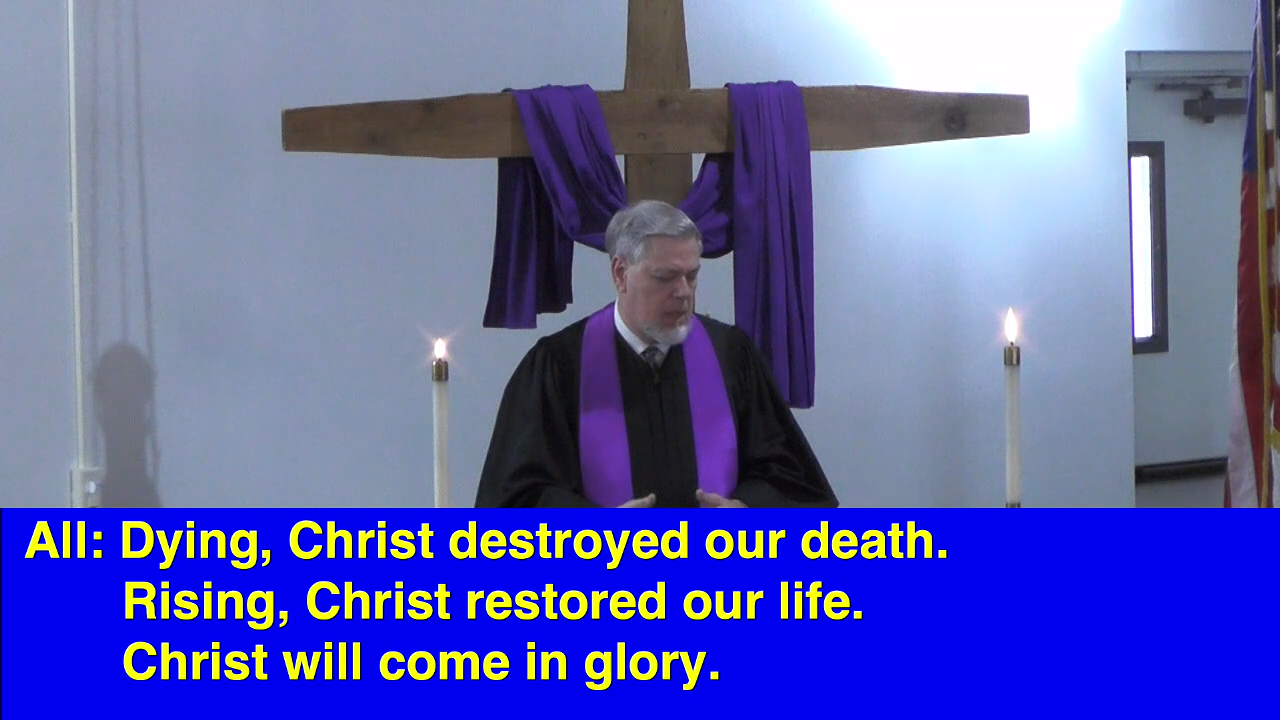 All: Dying, Christ destroyed our death.
Rising, Christ restored our life.
Christ will come in glory.